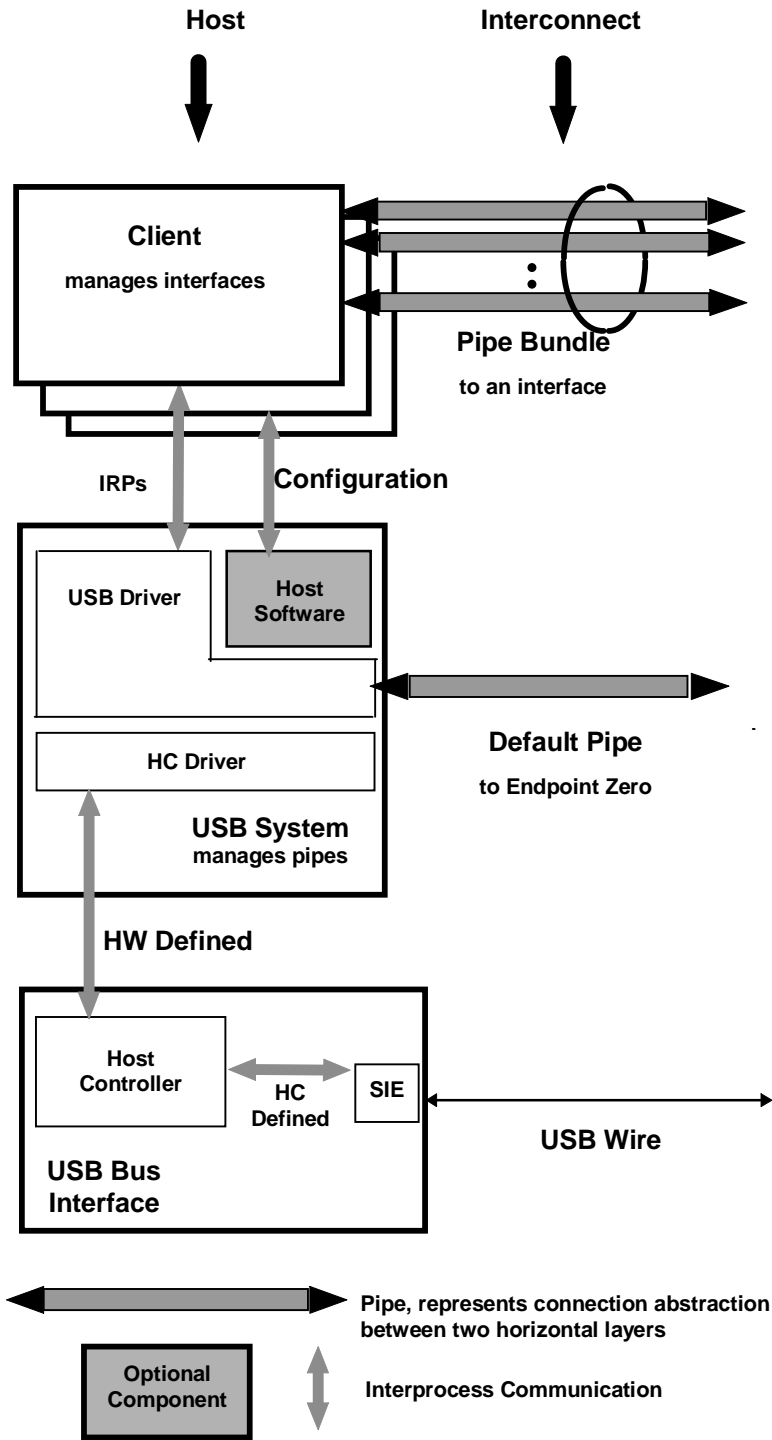 Host
Interconnect
Client
manages interfaces
Pipe Bundle
to an interface
IRPs
Configuration
USB Driver
Host
Software
Default Pipe
to Endpoint Zero
HC Driver
USB System
manages pipes
HW Defined
Host
Controller
HC
Defined
SIE
USB Wire
USB Bus
Interface
Pipe, represents connection abstraction
between two horizontal layers
Optional
Component
Interprocess Communication